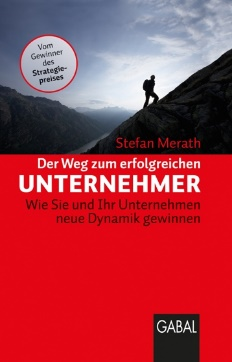 Vom
Gewinner
des
Strategie-
preises
Stefan Merath
Der Weg zum erfolgreichen
UNTERNEHMER
Wie Sie und Ihr Unternehmen
neue Dynamik gewinnen
GABAL